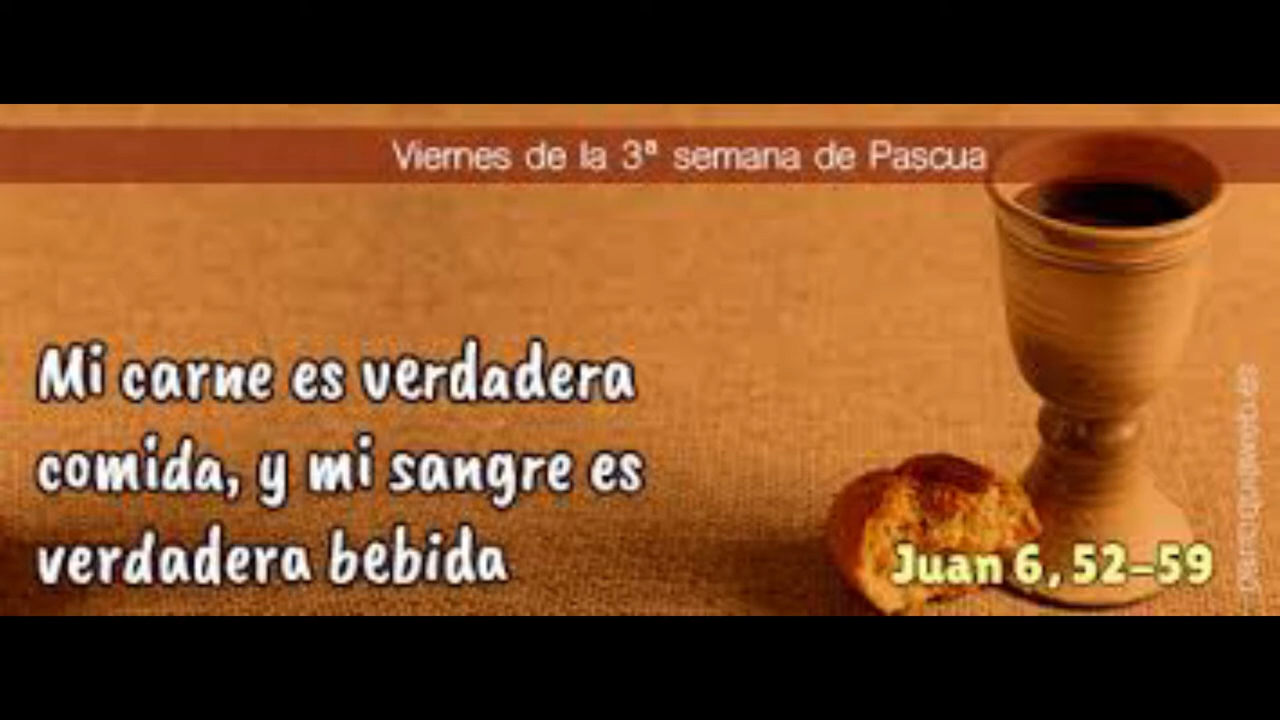 Viernes de la 3ª semana de Pascua
Mi carne es verdadera
comida, y mi sangre es
verdadera bebida
Juan 6, 52-59